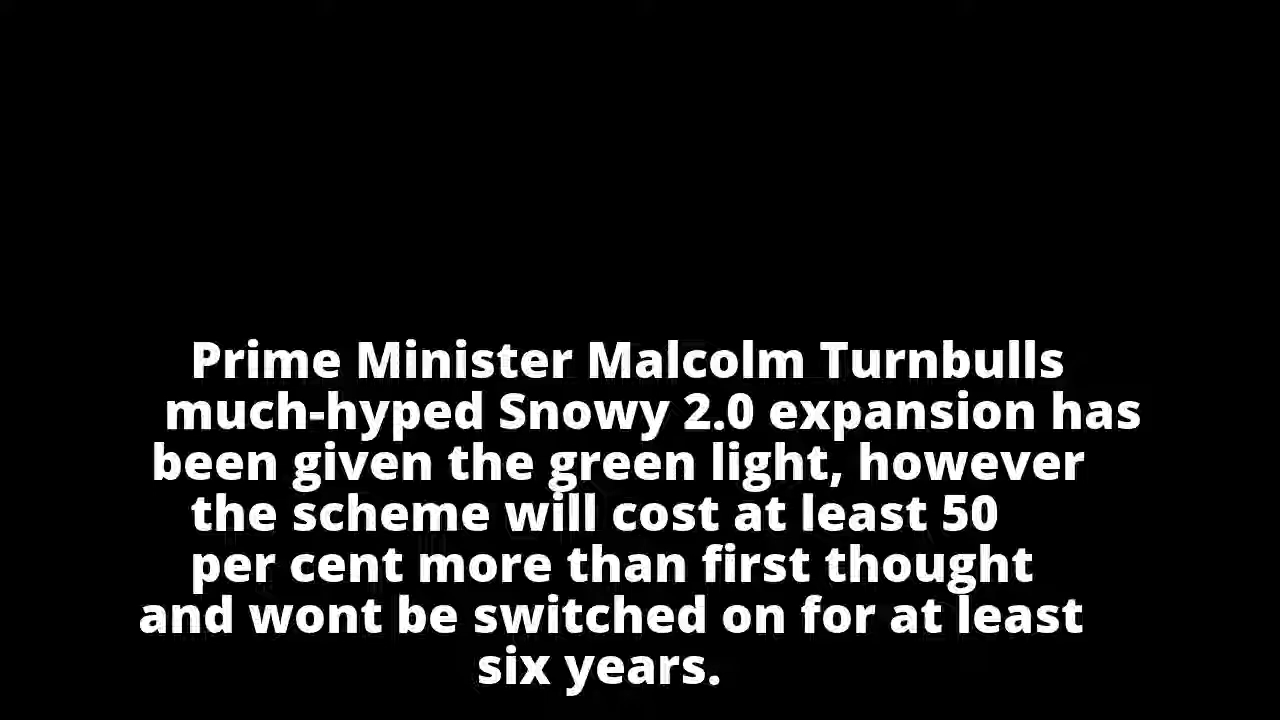 Prime Minister Malcolm Turnbulls
much-hyped Snowy 2.0 expansion has
been given the green light, however
the scheme will cost at least 50
per cent more than first thought
and wont be switched on for at least
six years.